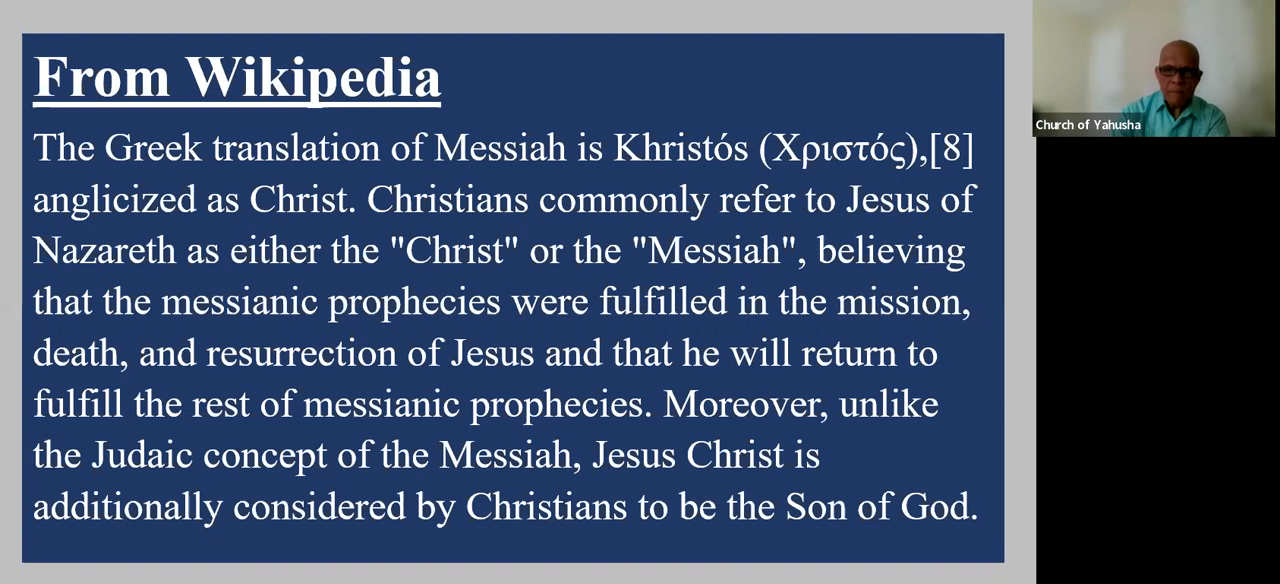 From Wikipedia
The Greek translation of Messiah is Khristós (Χριστός),[8]
anglicized as Christ. Christians commonly refer to Jesus of
Nazareth as either the "Christ" or the "Messiah", believing
that the messianic prophecies were fulfilled in the mission,
death, and resurrection of Jesus and that he will return to
fulfill the rest of messianic prophecies. Moreover, unlike
the Judaic concept of the Messiah, Jesus Christ is
additionally considered by Christians to be the Son of God.
Church of Yahusha